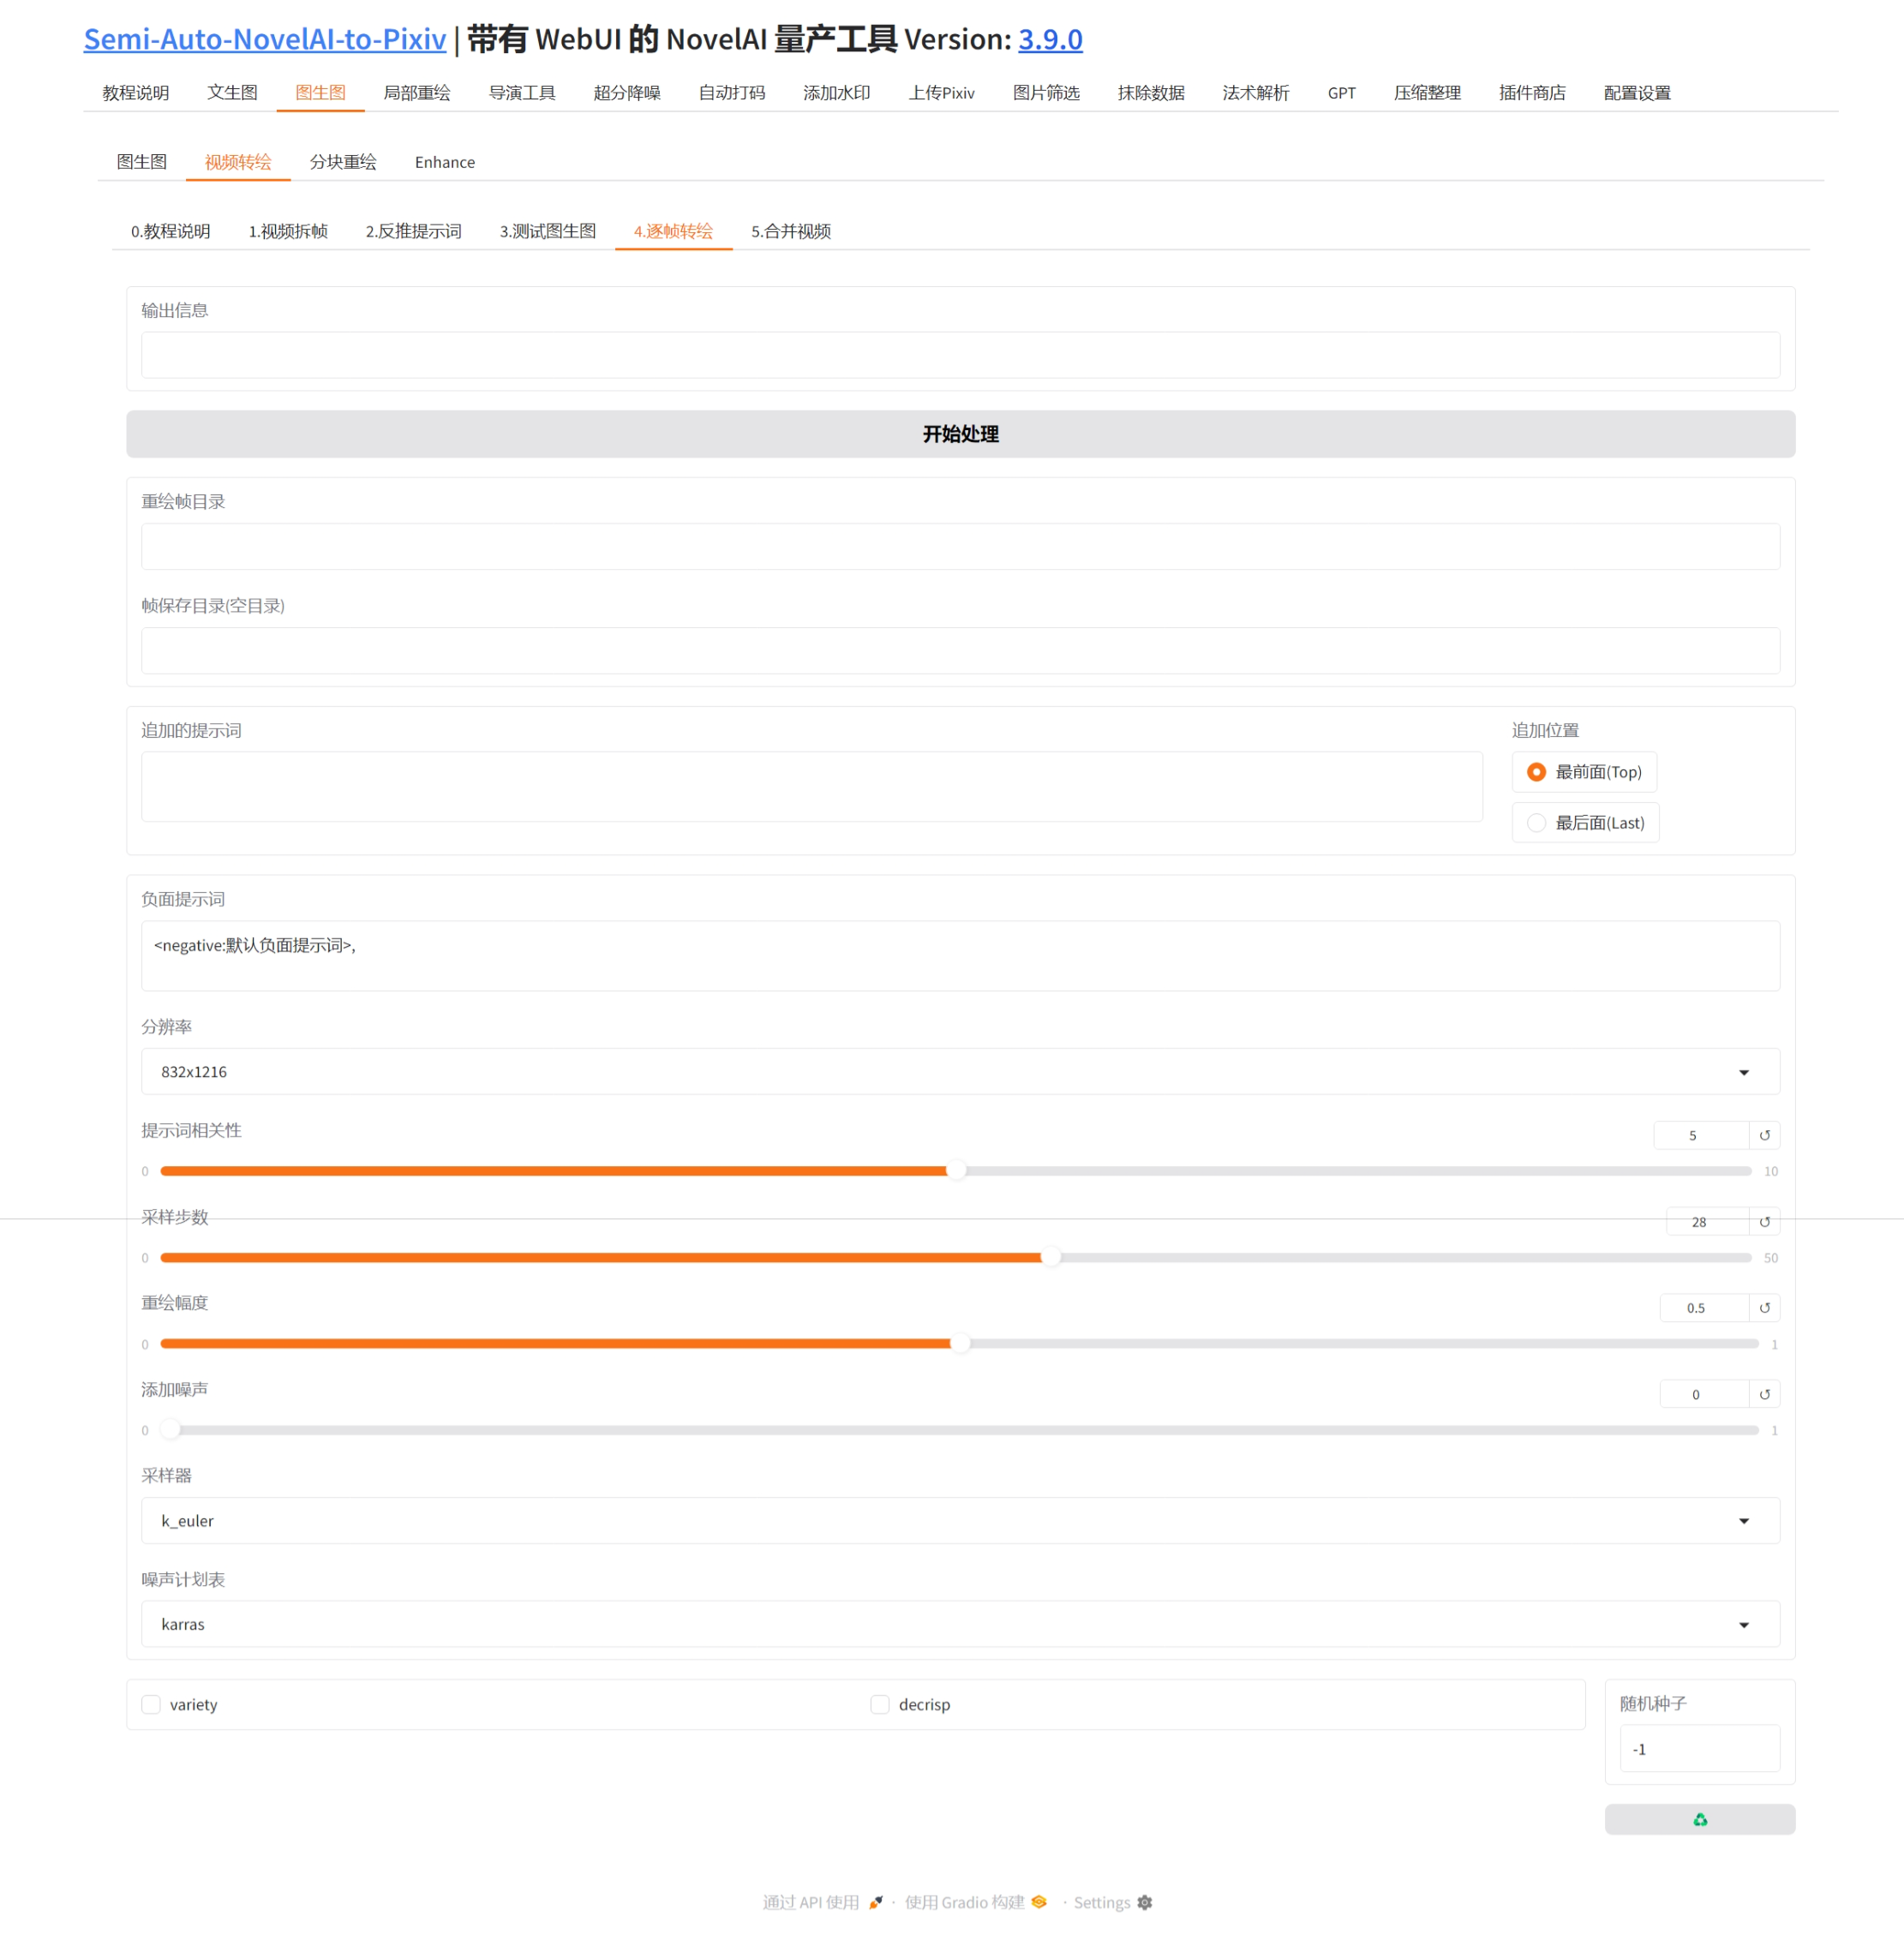 Semi-Auto-NovelAI-to-Pixiv | 带有 WebUI 的 NovelAI 量产工具 Version: 3.9.0
教程说明 文生图 图生图 局部重绘 导演工具 超分降噪 自动打码 添加水印 上传Pixiv 图片筛选 抹除数据 法术解析 GPT 压缩整理 插件商店 配置设置
图生图 视频转绘 分块重绘 Enhance
0.教程说明 1.视频拆帧 2.反推提示词 3.测试图生图 4.逐帧转绘 5.合并视频
输出信息
开始处理
重绘帧目录
帧保存目录(空目录)
追加的提示词 追加位置
最前面(Top)
最后面(Last)
负面提示词
<negative:默认负面提示词>,
分辨率
832x1216
提示词相关性 5 ↺
0 10
采样步数 28 ↺
0 50
重绘幅度 0.5 ↺
0 1
添加噪声 0 ↺
0 1
采样器
k_euler
噪声计划表
karras
variety decrisp 随机种子
-1
通过 API 使用 · 使用 Gradio 构建 · Settings